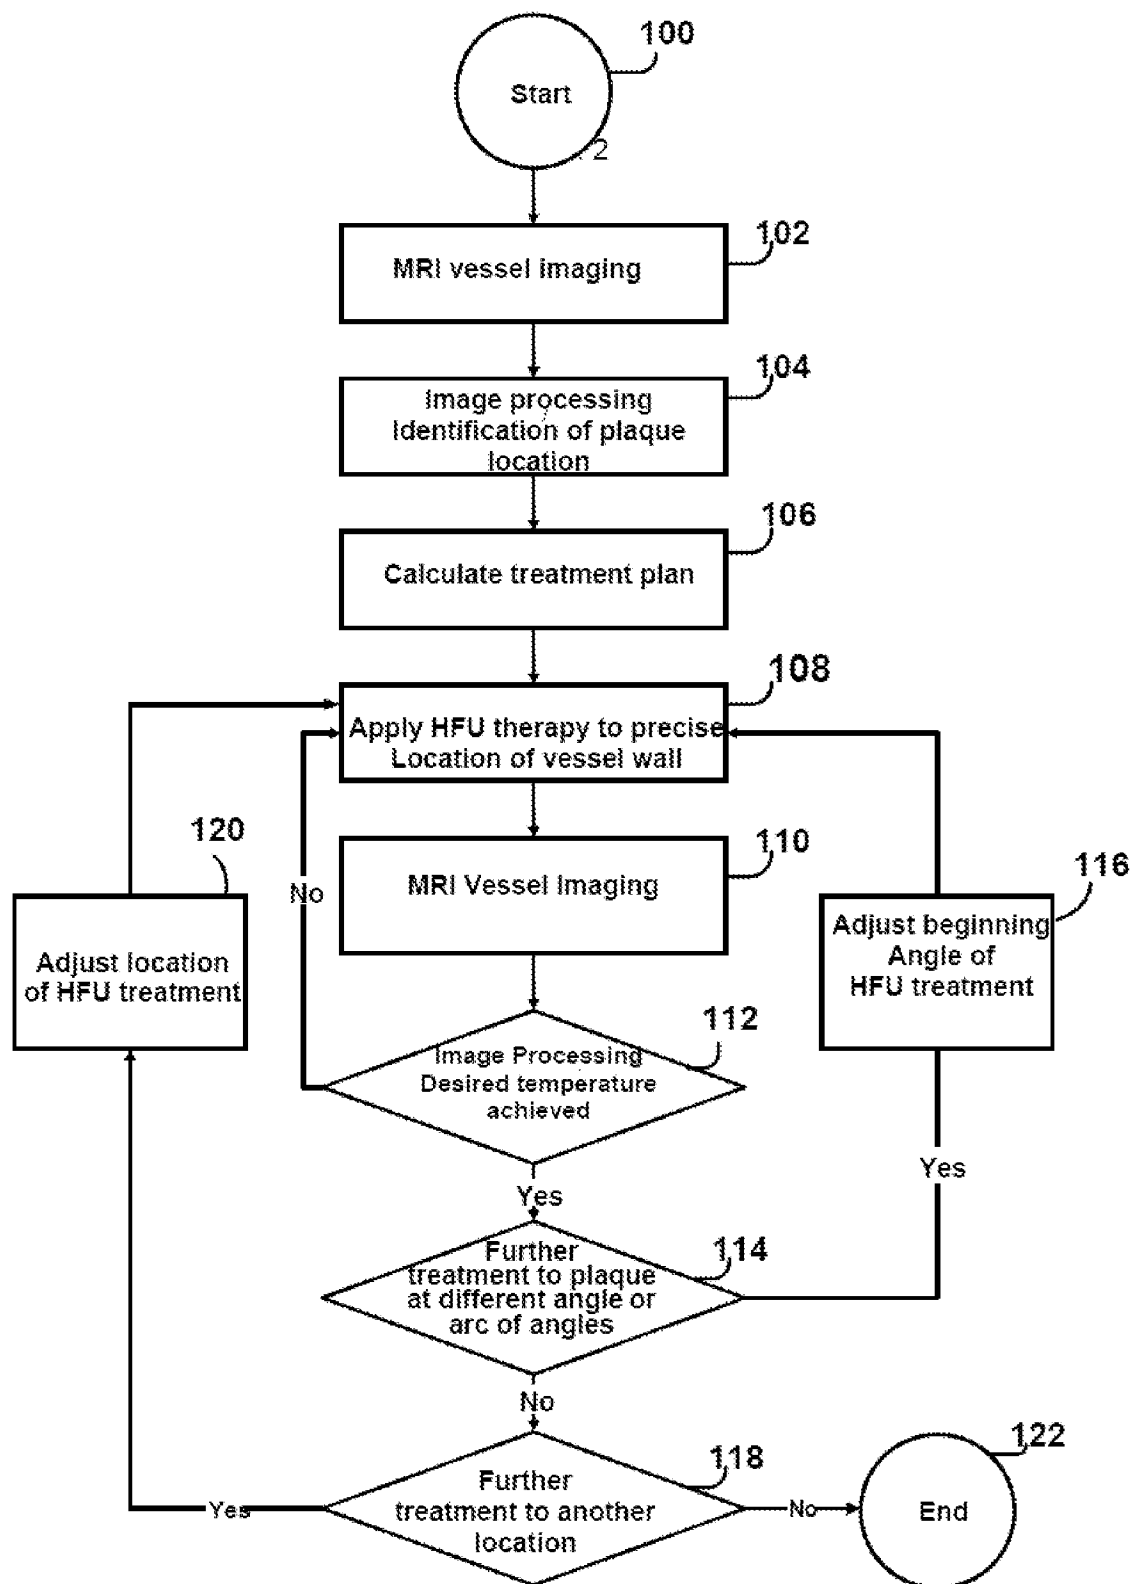 100
Start
2
102
MRI vessel imaging
104
Image processing
Identification of plaque
location
106
Calculate treatment plan
108
Apply HFU therapy to precise
Location of vessel wall
110
MRI Vessel Imaging
120
No
116
Adjust location
of HFU treatment
Adjust beginning
Angle of
HFU treatment
112
Image Processing
Desired temperature
achieved
Yes
Yes
114
Further
treatment to plaque
at different angle or
arc of angles
No
118
Further
treatment to another
location
Yes
No
122
End